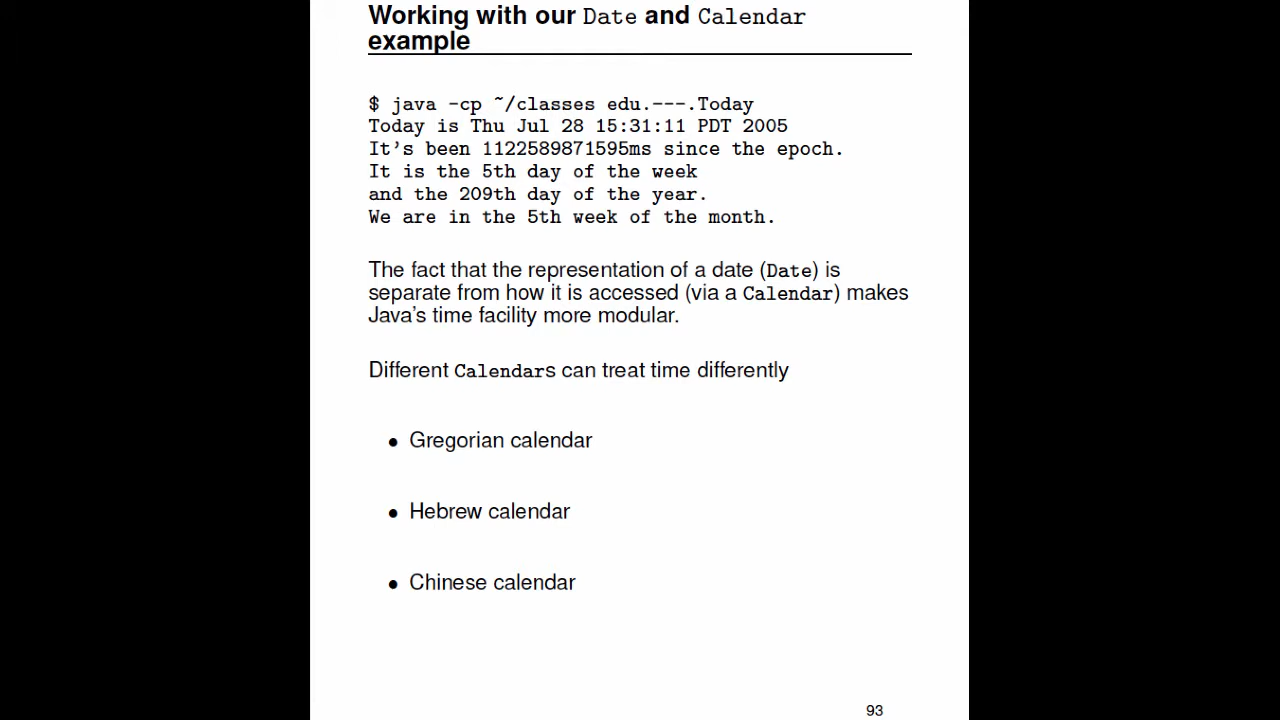 Working with our Date and Calendar
example
$ java -cp ~/classes edu.---.Today
Today is Thu Jul 28 15:31:11 PDT 2005
It's been 1122589871595ms since the epoch.
It is the 5th day of the week
and the 209th day of the year.
We are in the 5th week of the month.
The fact that the representation of a date (Date) is
separate from how it is accessed (via a Calendar) makes
Java's time facility more modular.
Different Calendars can treat time differently
• Gregorian calendar
• Hebrew calendar
• Chinese calendar
93